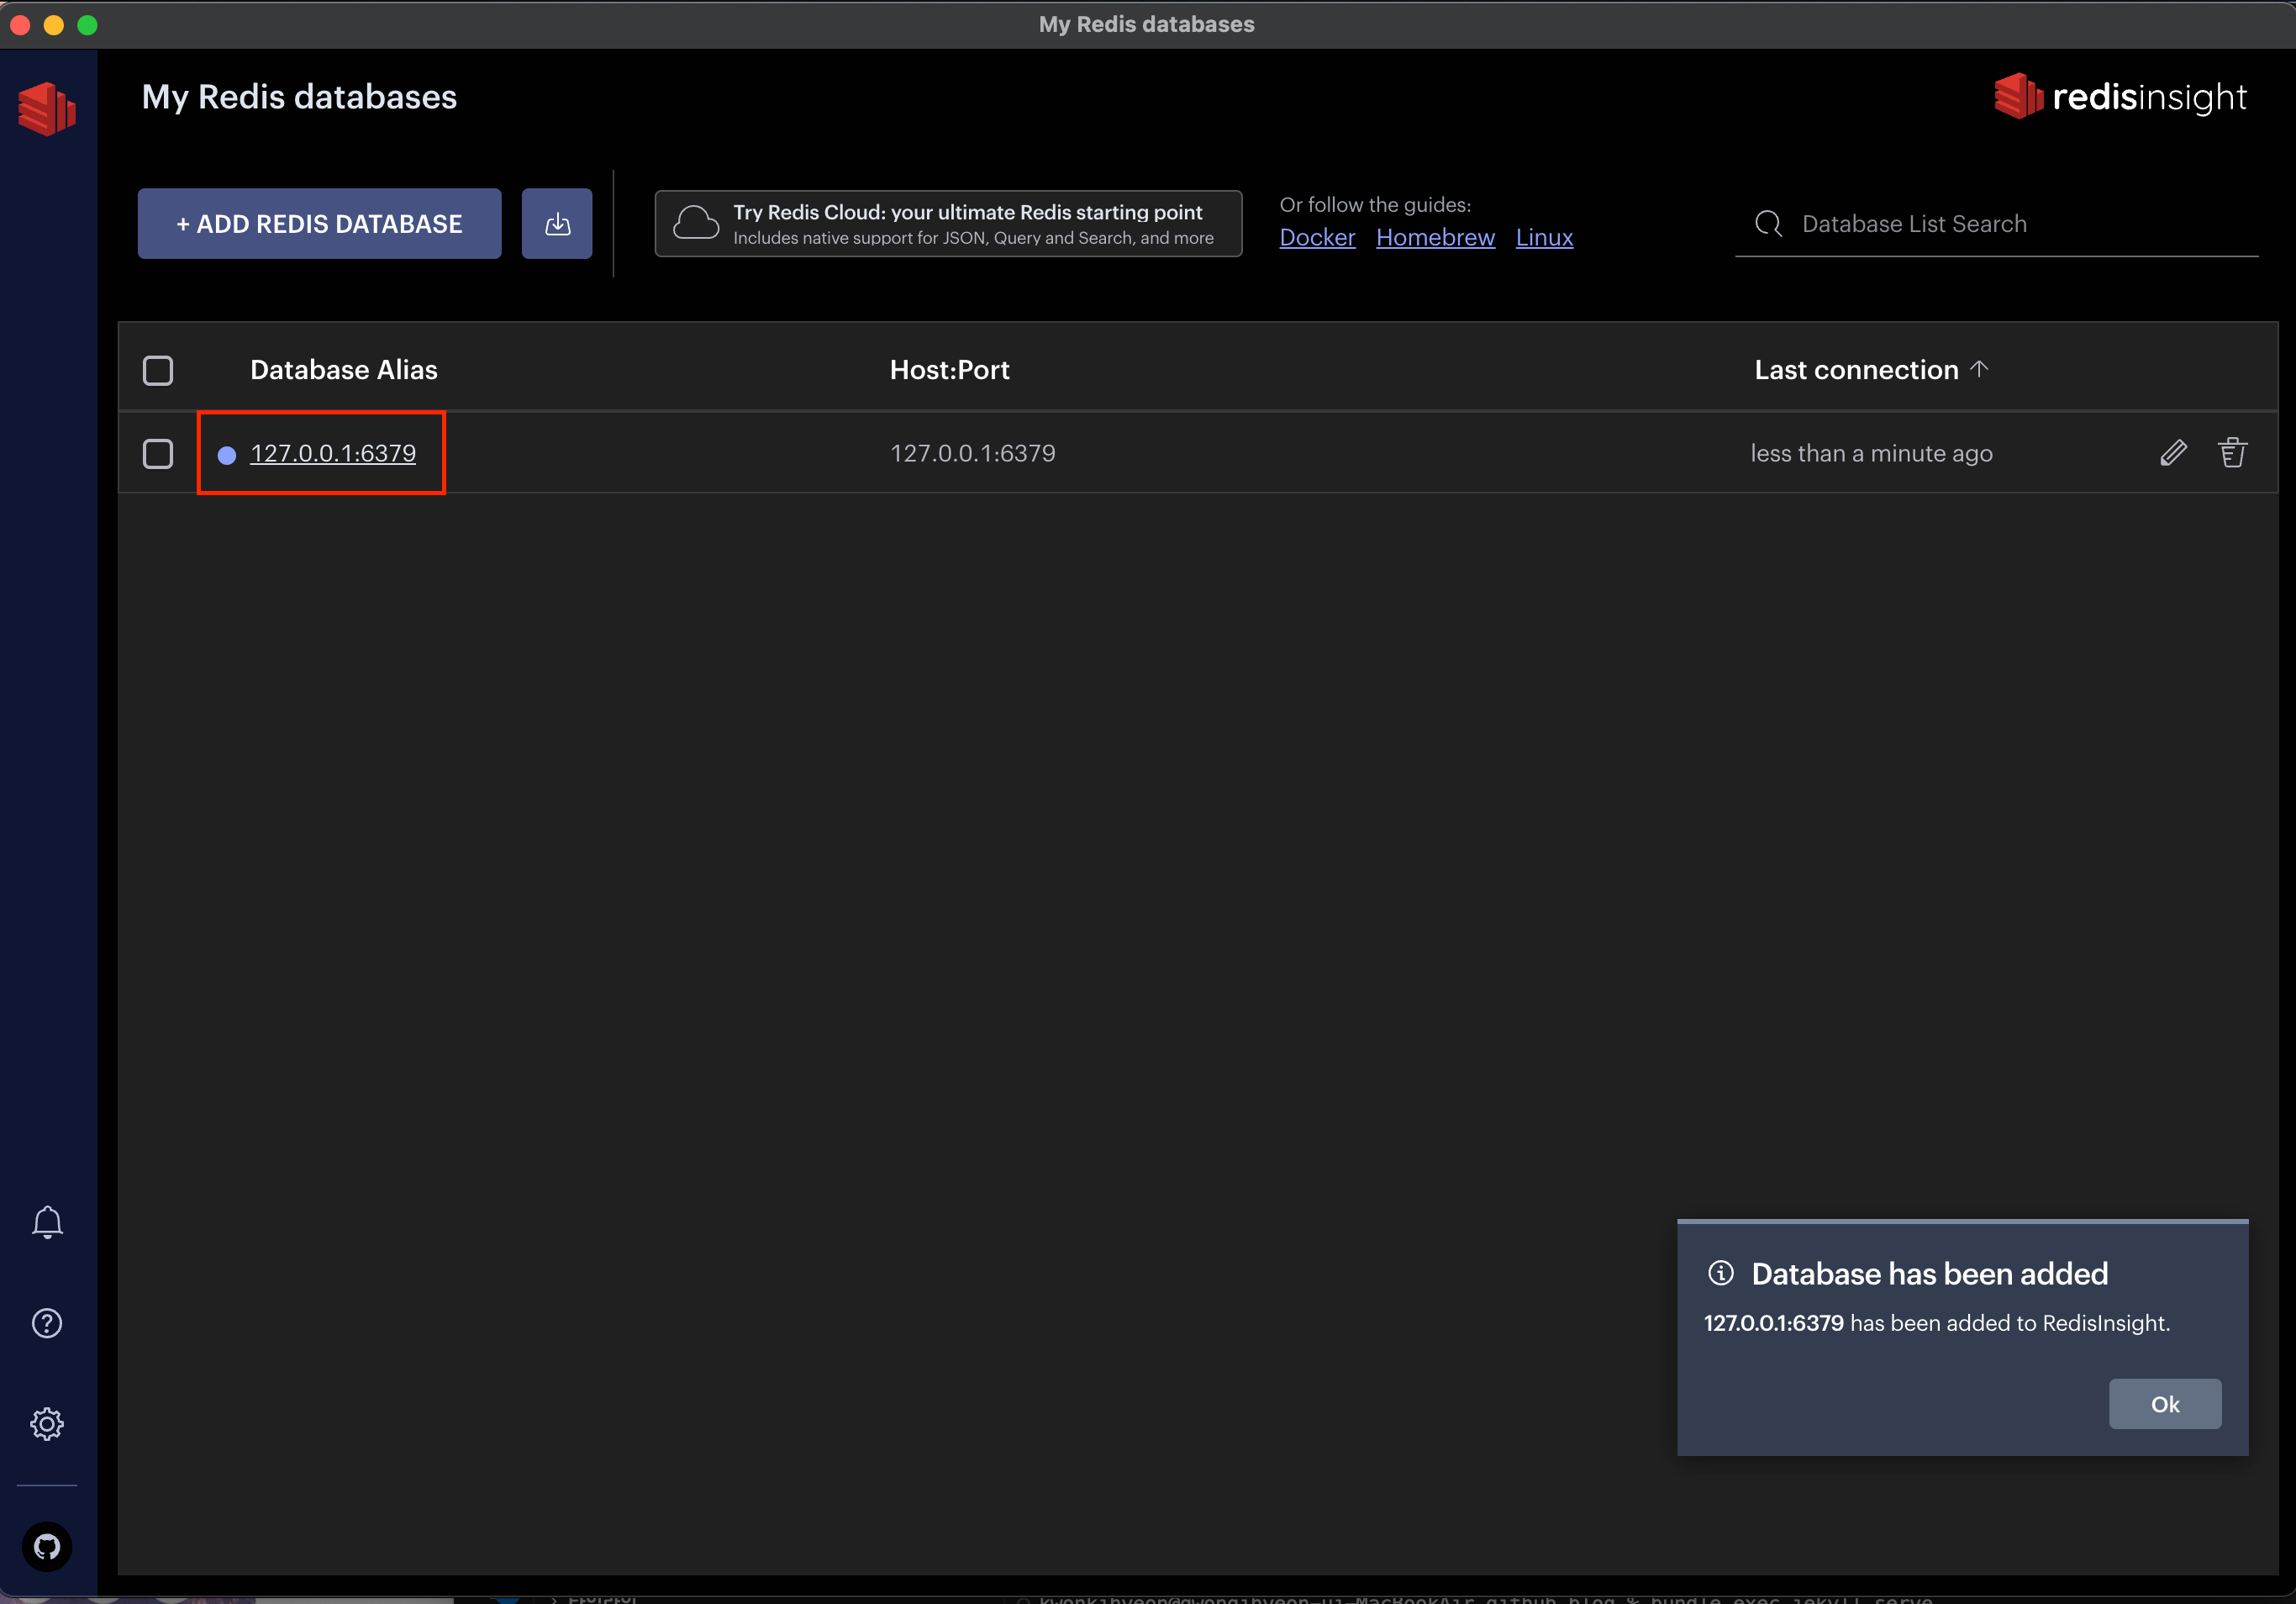 My Redis databases
My Redis databases
redisinsight
+ ADD REDIS DATABASE
Try Redis Cloud: your ultimate Redis starting point
Includes native support for JSON, Query and Search, and more
Or follow the guides:
Docker Homebrew Linux
Database List Search
Database Alias Host:Port Last connection
127.0.0.1:6379 127.0.0.1:6379 less than a minute ago
Database has been added
127.0.0.1:6379 has been added to RedisInsight.
Ok